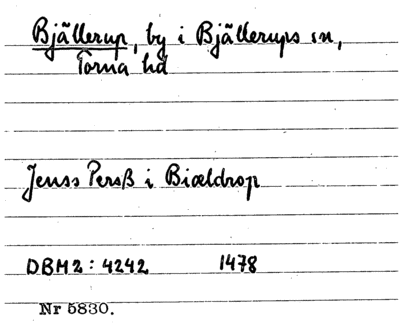 Bjällerup, by i Bjällerups sn,
Torna hd
Jenss Persß i Biældrop
DBM2: 4242 1478
Nr 5830.